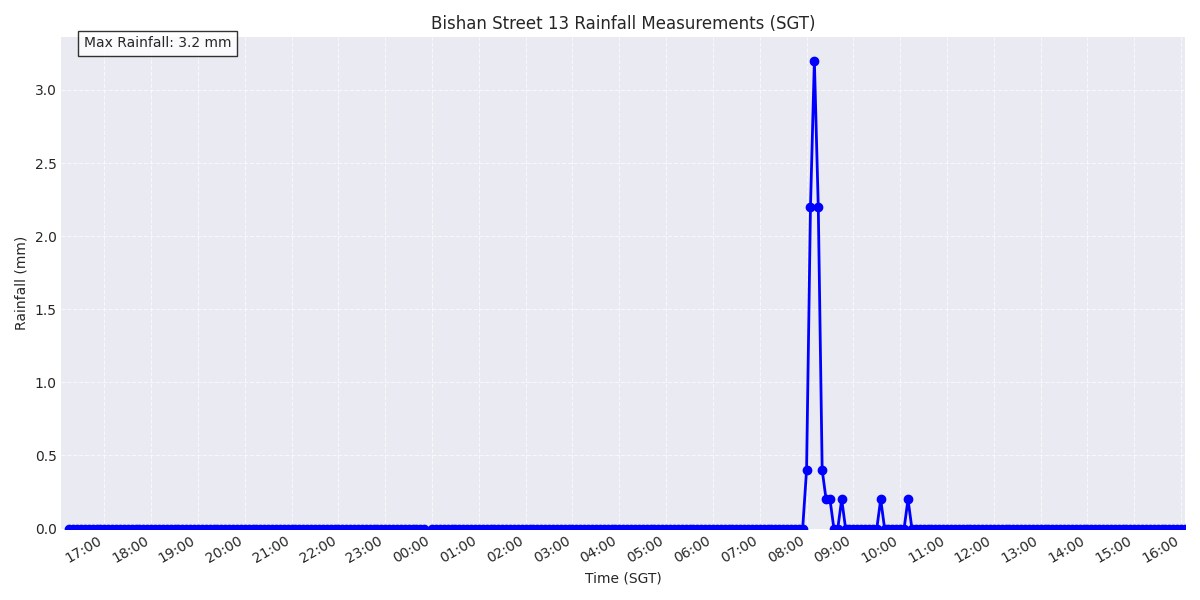 Bishan Street 13 Rainfall Measurements (SGT)
Max Rainfall: 3.2 mm
Rainfall (mm)
3.0
2.5
2.0
1.5
1.0
0.5
0.0
17:00 18:00 19:00 20:00 21:00 22:00 23:00 00:00 01:00 02:00 03:00 04:00 05:00 06:00 07:00 08:00 09:00 10:00 11:00 12:00 13:00 14:00 15:00 16:00
Time (SGT)